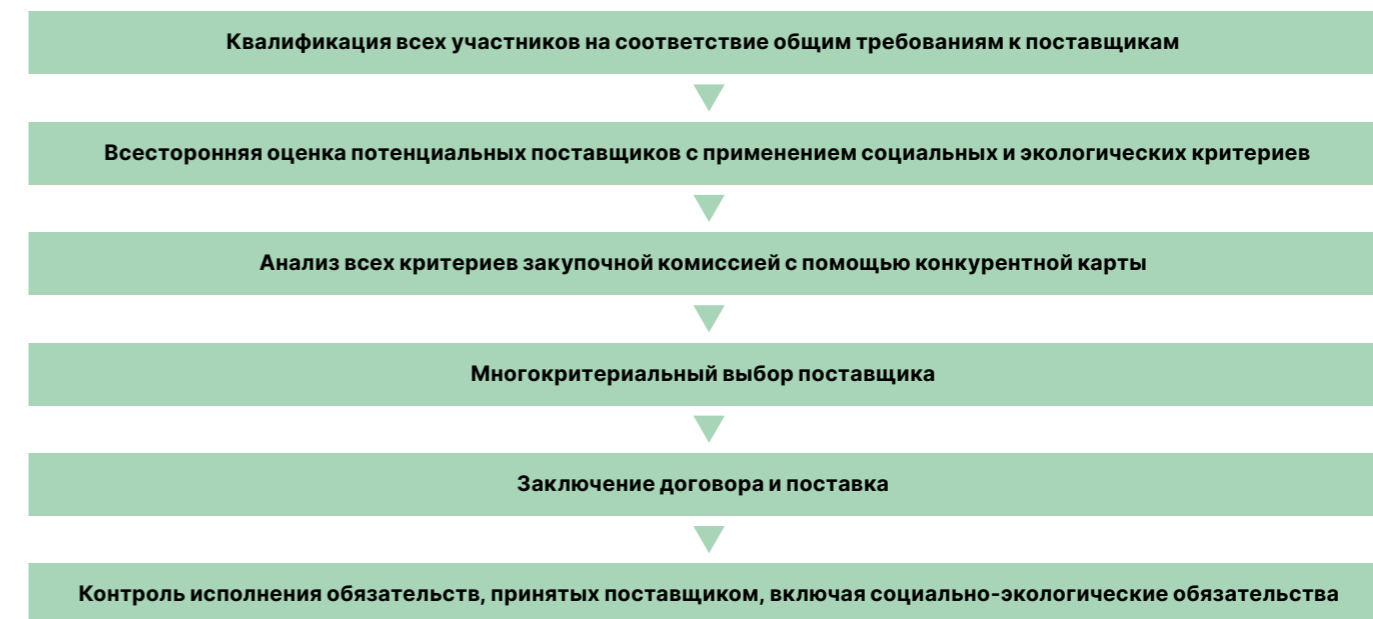 Квалификация всех участников на соответствие общим требованиям к поставщикам
Всесторонняя оценка потенциальных поставщиков с применением социальных и экологических критериев
Анализ всех критериев закупочной комиссией с помощью конкурентной карты
Многокритериальный выбор поставщика
Заключение договора и поставка
Контроль исполнения обязательств, принятых поставщиком, включая социально-экологические обязательства